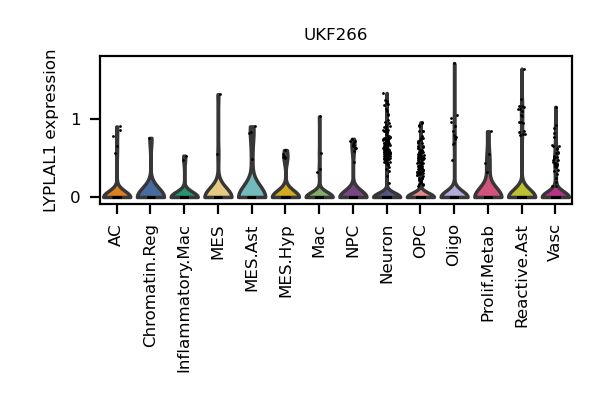 UKF266
LYPLAL1 expression
1
0
AC
Chromatin.Reg
Inflammatory.Mac
MES
MES.Ast
MES.Hyp
Mac
NPC
Neuron
OPC
Oligo
Prolif.Metab
Reactive.Ast
Vasc